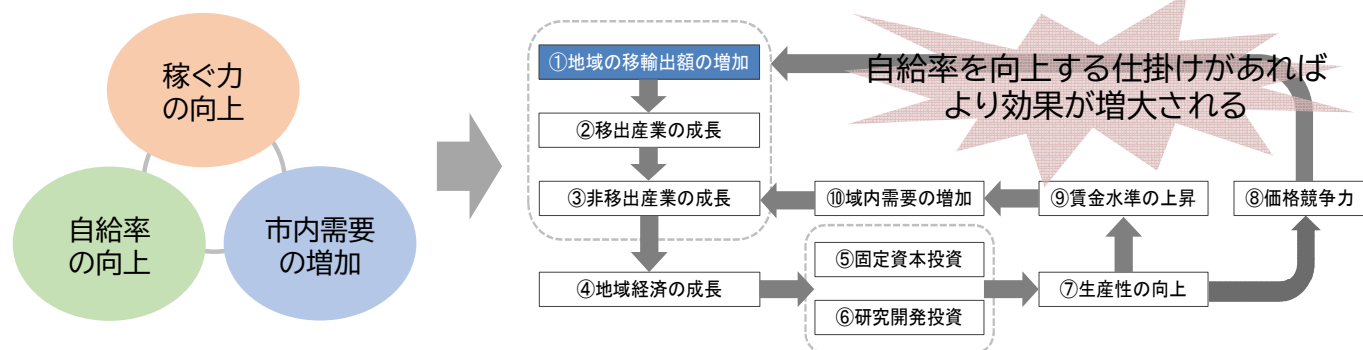 稼ぐ力
の向上
自給率
の向上
市内需要
の増加
①地域の移輸出額の増加
自給率を向上する仕掛けがあれば
より効果が増大される
②移出産業の成長
③非移出産業の成長
⑩域内需要の増加
⑨賃金水準の上昇
⑧価格競争力
④地域経済の成長
⑤固定資本投資
⑥研究開発投資
⑦生産性の向上